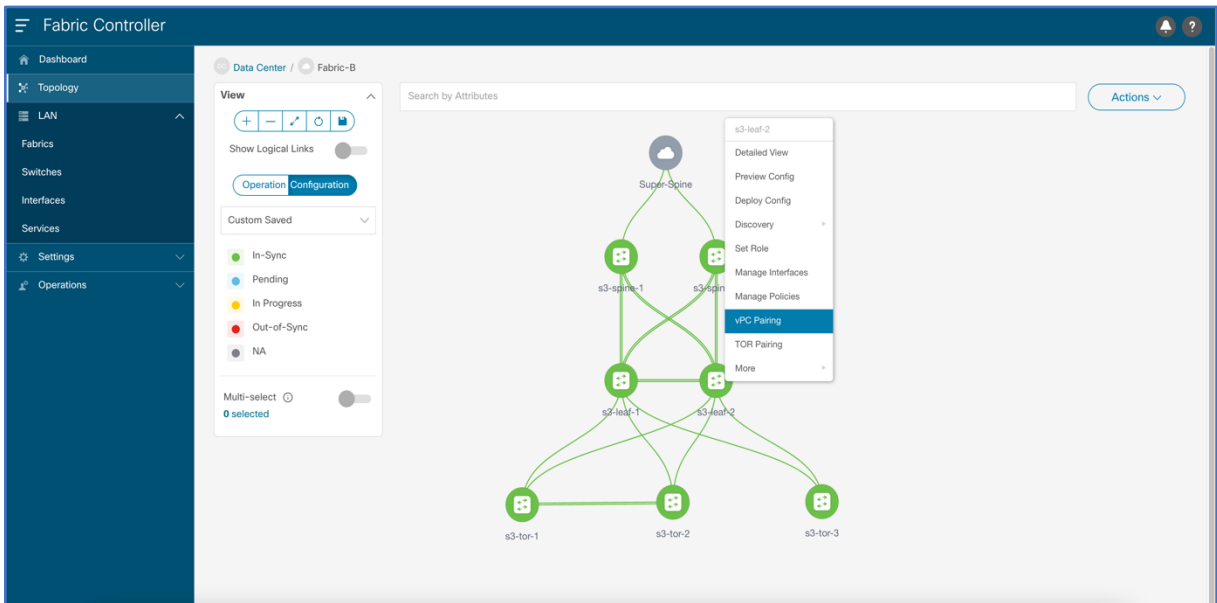 Fabric Controller
?
Dashboard
Topology
LAN
Fabrics
Switches
Interfaces
Services
Settings
Operations
Data Center / Fabric-B
View
Show Logical Links
Operation Configuration
Custom Saved
In-Sync
Pending
In Progress
Out-of-Sync
NA
Multi-select
0 selected
Search by Attributes
Actions
Super-Spine
s3-spine-1
s3-spin
s3-leaf-1
s3-leaf-2
s3-tor-1
s3-tor-2
s3-tor-3
s3-leaf-2
Detailed View
Preview Config
Deploy Config
Discovery
Set Role
Manage Interfaces
Manage Policies
vPC Pairing
TOR Pairing
More